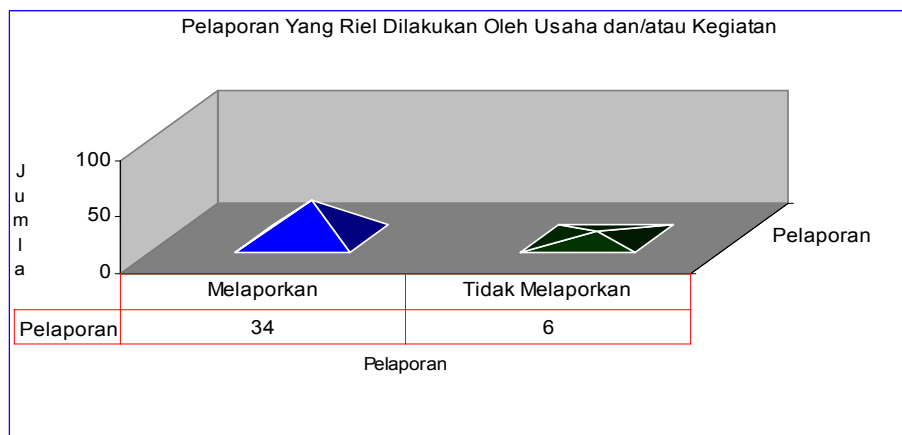 Pelaporan Yang Riel Dilakukan Oleh Usaha dan/atau Kegiatan
J
u
m
l
a
100
50
0
Pelaporan
Melaporkan Tidak Melaporkan
Pelaporan 34 6
Pelaporan